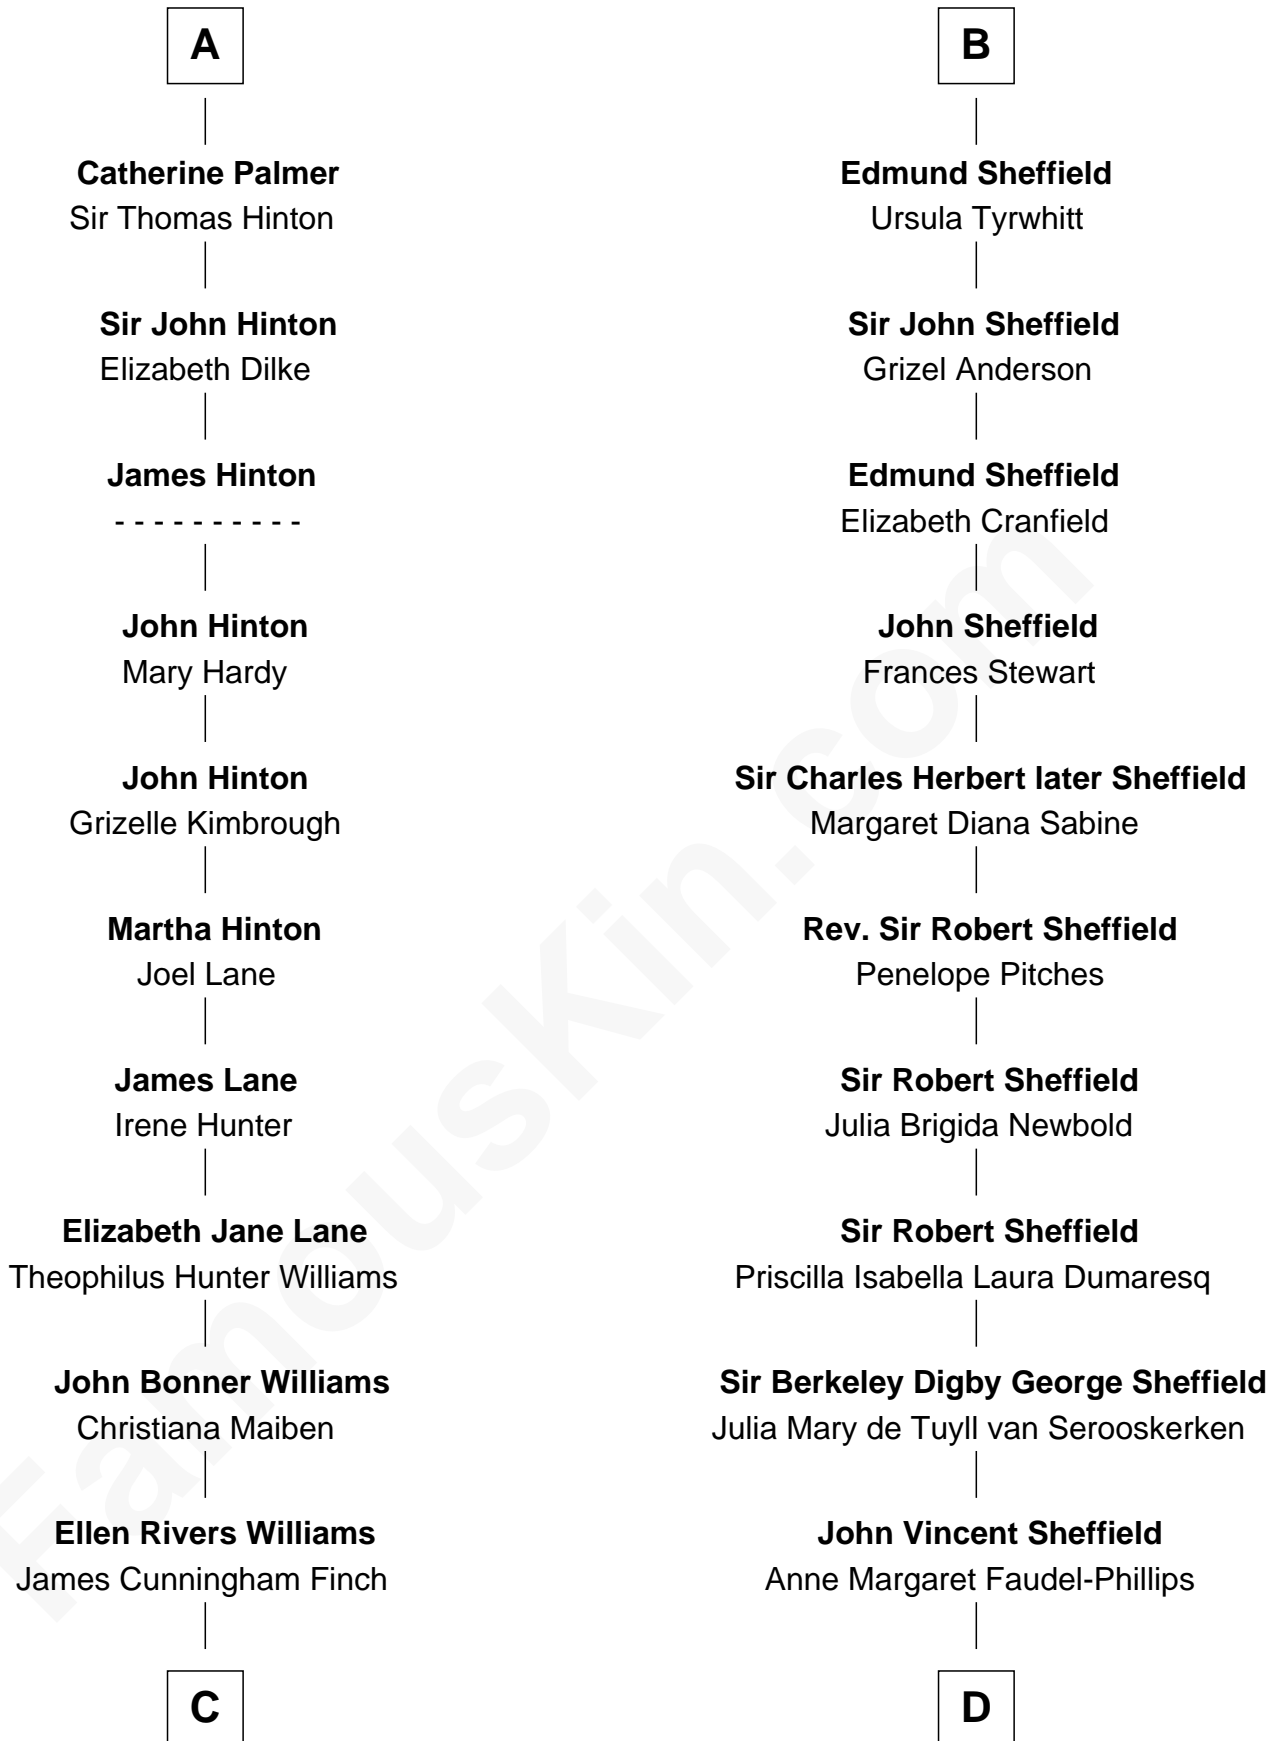 A
Catherine Palmer
Sir Thomas Hinton
Sir John Hinton
Elizabeth Dilke
James Hinton
- - - - - - - - - -
John Hinton
Mary Hardy
John Hinton
Grizelle Kimbrough
Martha Hinton
Joel Lane
James Lane
Irene Hunter
Elizabeth Jane Lane
Theophilus Hunter Williams
John Bonner Williams
Christiana Maiben
Ellen Rivers Williams
James Cunningham Finch
C
B
Edmund Sheffield
Ursula Tyrwhitt
Sir John Sheffield
Grizel Anderson
Edmund Sheffield
Elizabeth Cranfield
John Sheffield
Frances Stewart
Sir Charles Herbert later Sheffield
Margaret Diana Sabine
Rev. Sir Robert Sheffield
Penelope Pitches
Sir Robert Sheffield
Julia Brigida Newbold
Sir Robert Sheffield
Priscilla Isabella Laura Dumaresq
Sir Berkeley Digby George Sheffield
Julia Mary de Tuyll van Serooskerken
John Vincent Sheffield
Anne Margaret Faudel-Phillips
D
FamousKin.com